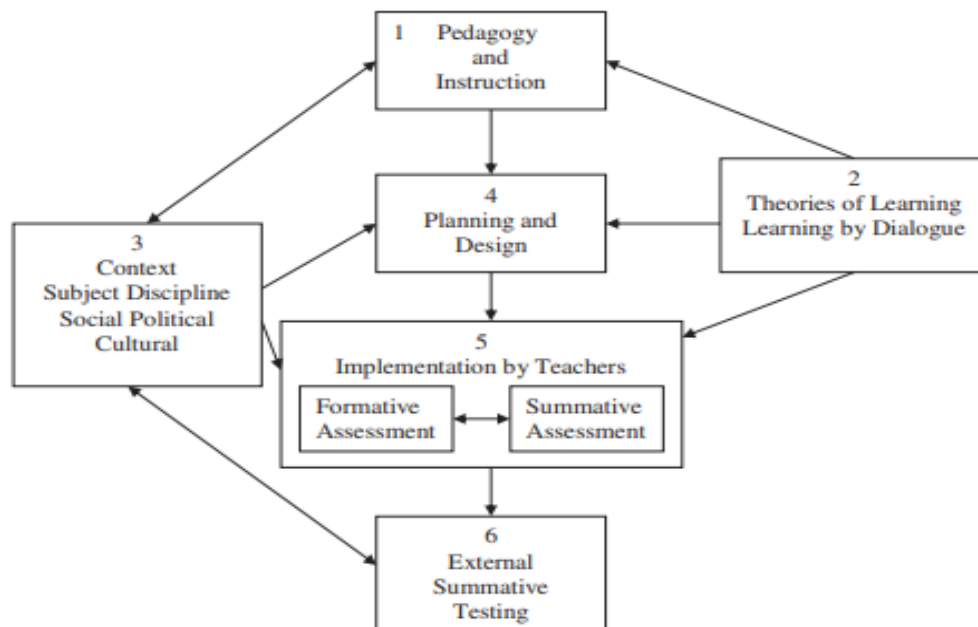 1 Pedagogy
and
Instruction
2
Theories of Learning
Learning by Dialogue
3
Context
Subject Discipline
Social Political
Cultural
4
Planning and
Design
5
Implementation by Teachers
Formative
Assessment
Summative
Assessment
6
External
Summative
Testing